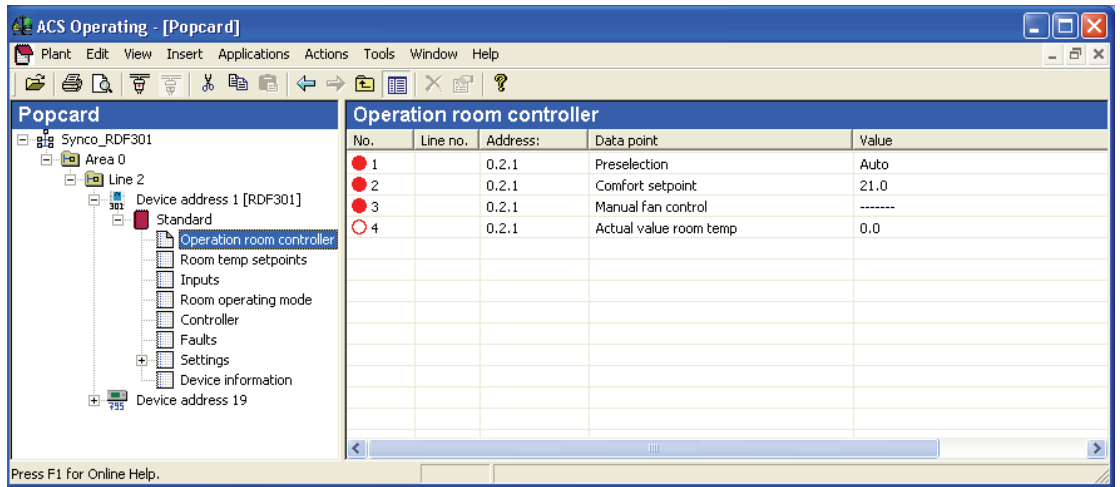 ACS Operating - [Popcard]
Plant Edit View Insert Applications Actions Tools Window Help
Popcard
Synco_RDF301
Area 0
Line 2
301
Device address 1 [RDF301]
Standard
Operation room controller
Room temp setpoints
Inputs
Room operating mode
Controller
Faults
Settings
Device information
795
Device address 19
Operation room controller
No. Line no. Address: Data point Value
1 0.2.1 Preselection Auto
2 0.2.1 Comfort setpoint 21.0
3 0.2.1 Manual fan control -------
4 0.2.1 Actual value room temp 0.0
Press F1 for Online Help.